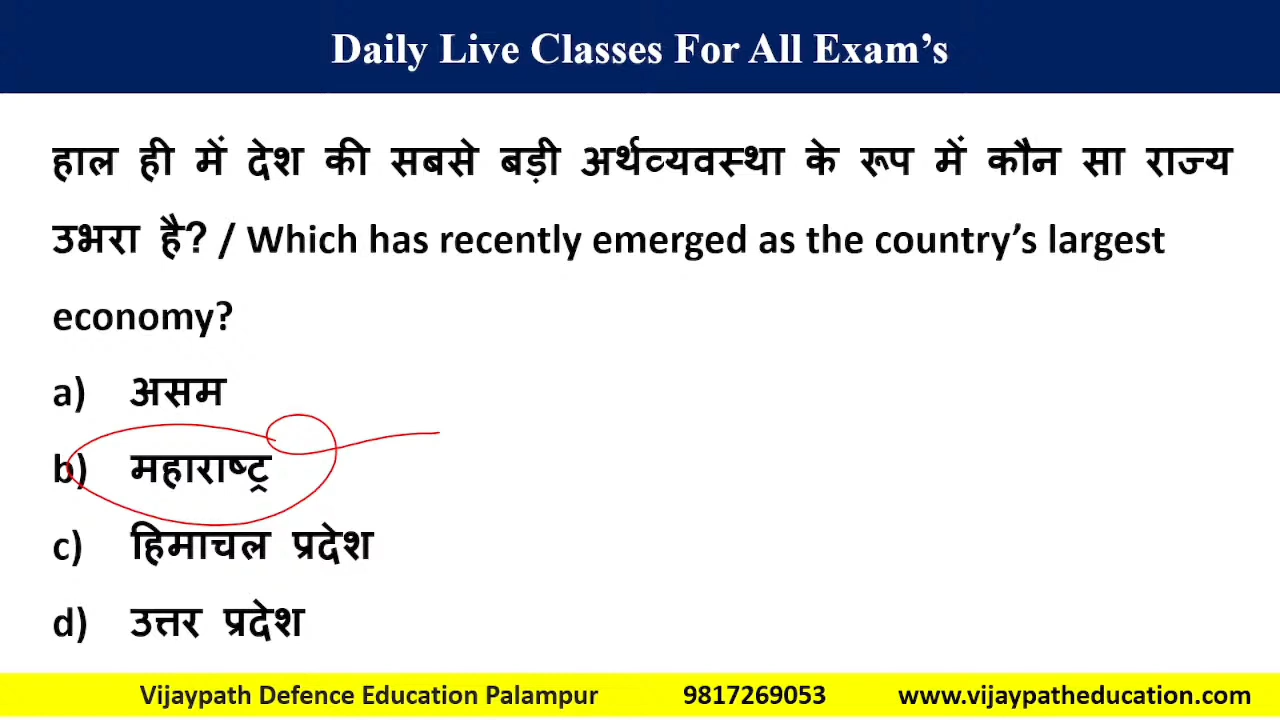 Daily Live Classes For All Exam’s
हाल ही में देश की सबसे बड़ी अर्थव्यवस्था के रूप में कौन सा राज्य
उभरा है? / Which has recently emerged as the country’s largest
economy?
a) असम
b) महाराष्ट्र
c) हिमाचल प्रदेश
d) उत्तर प्रदेश
Vijaypath Defence Education Palampur 9817269053 www.vijaypatheducation.com